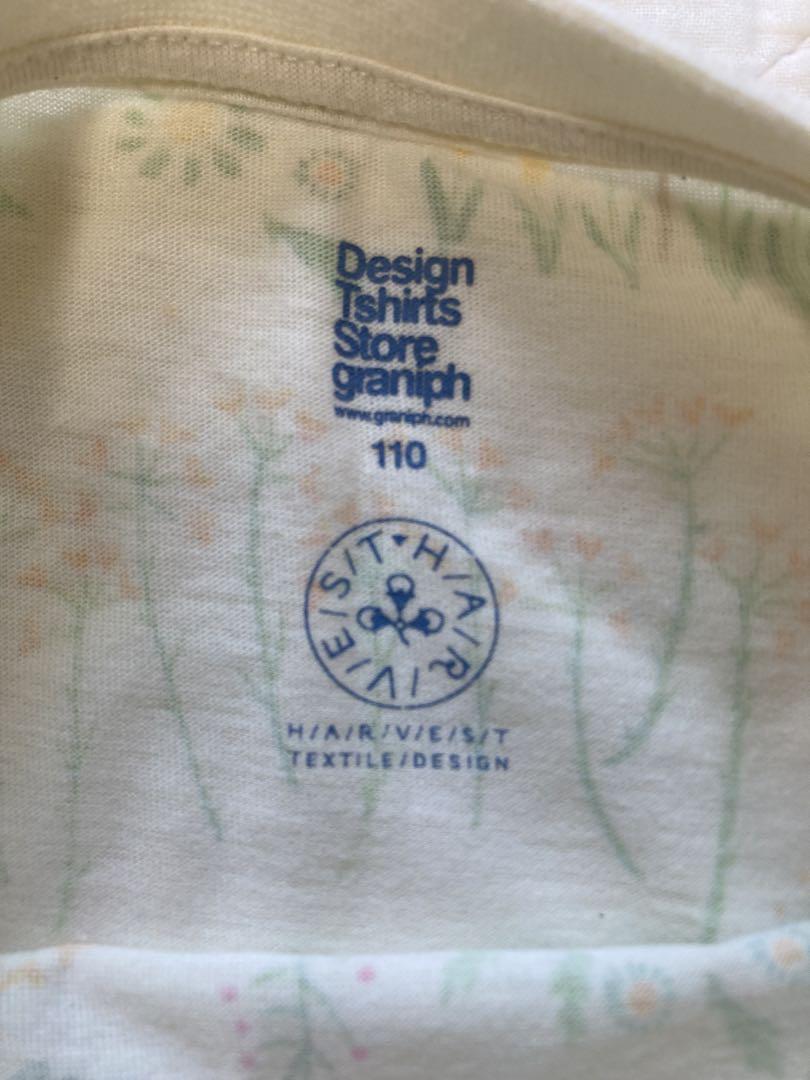 Design
Tshirts
Store
graniph
www.graniph.com
110
H/A/R/V/E/S/T
H/A/R/V/E/S/T
TEXTILE/DESIGN